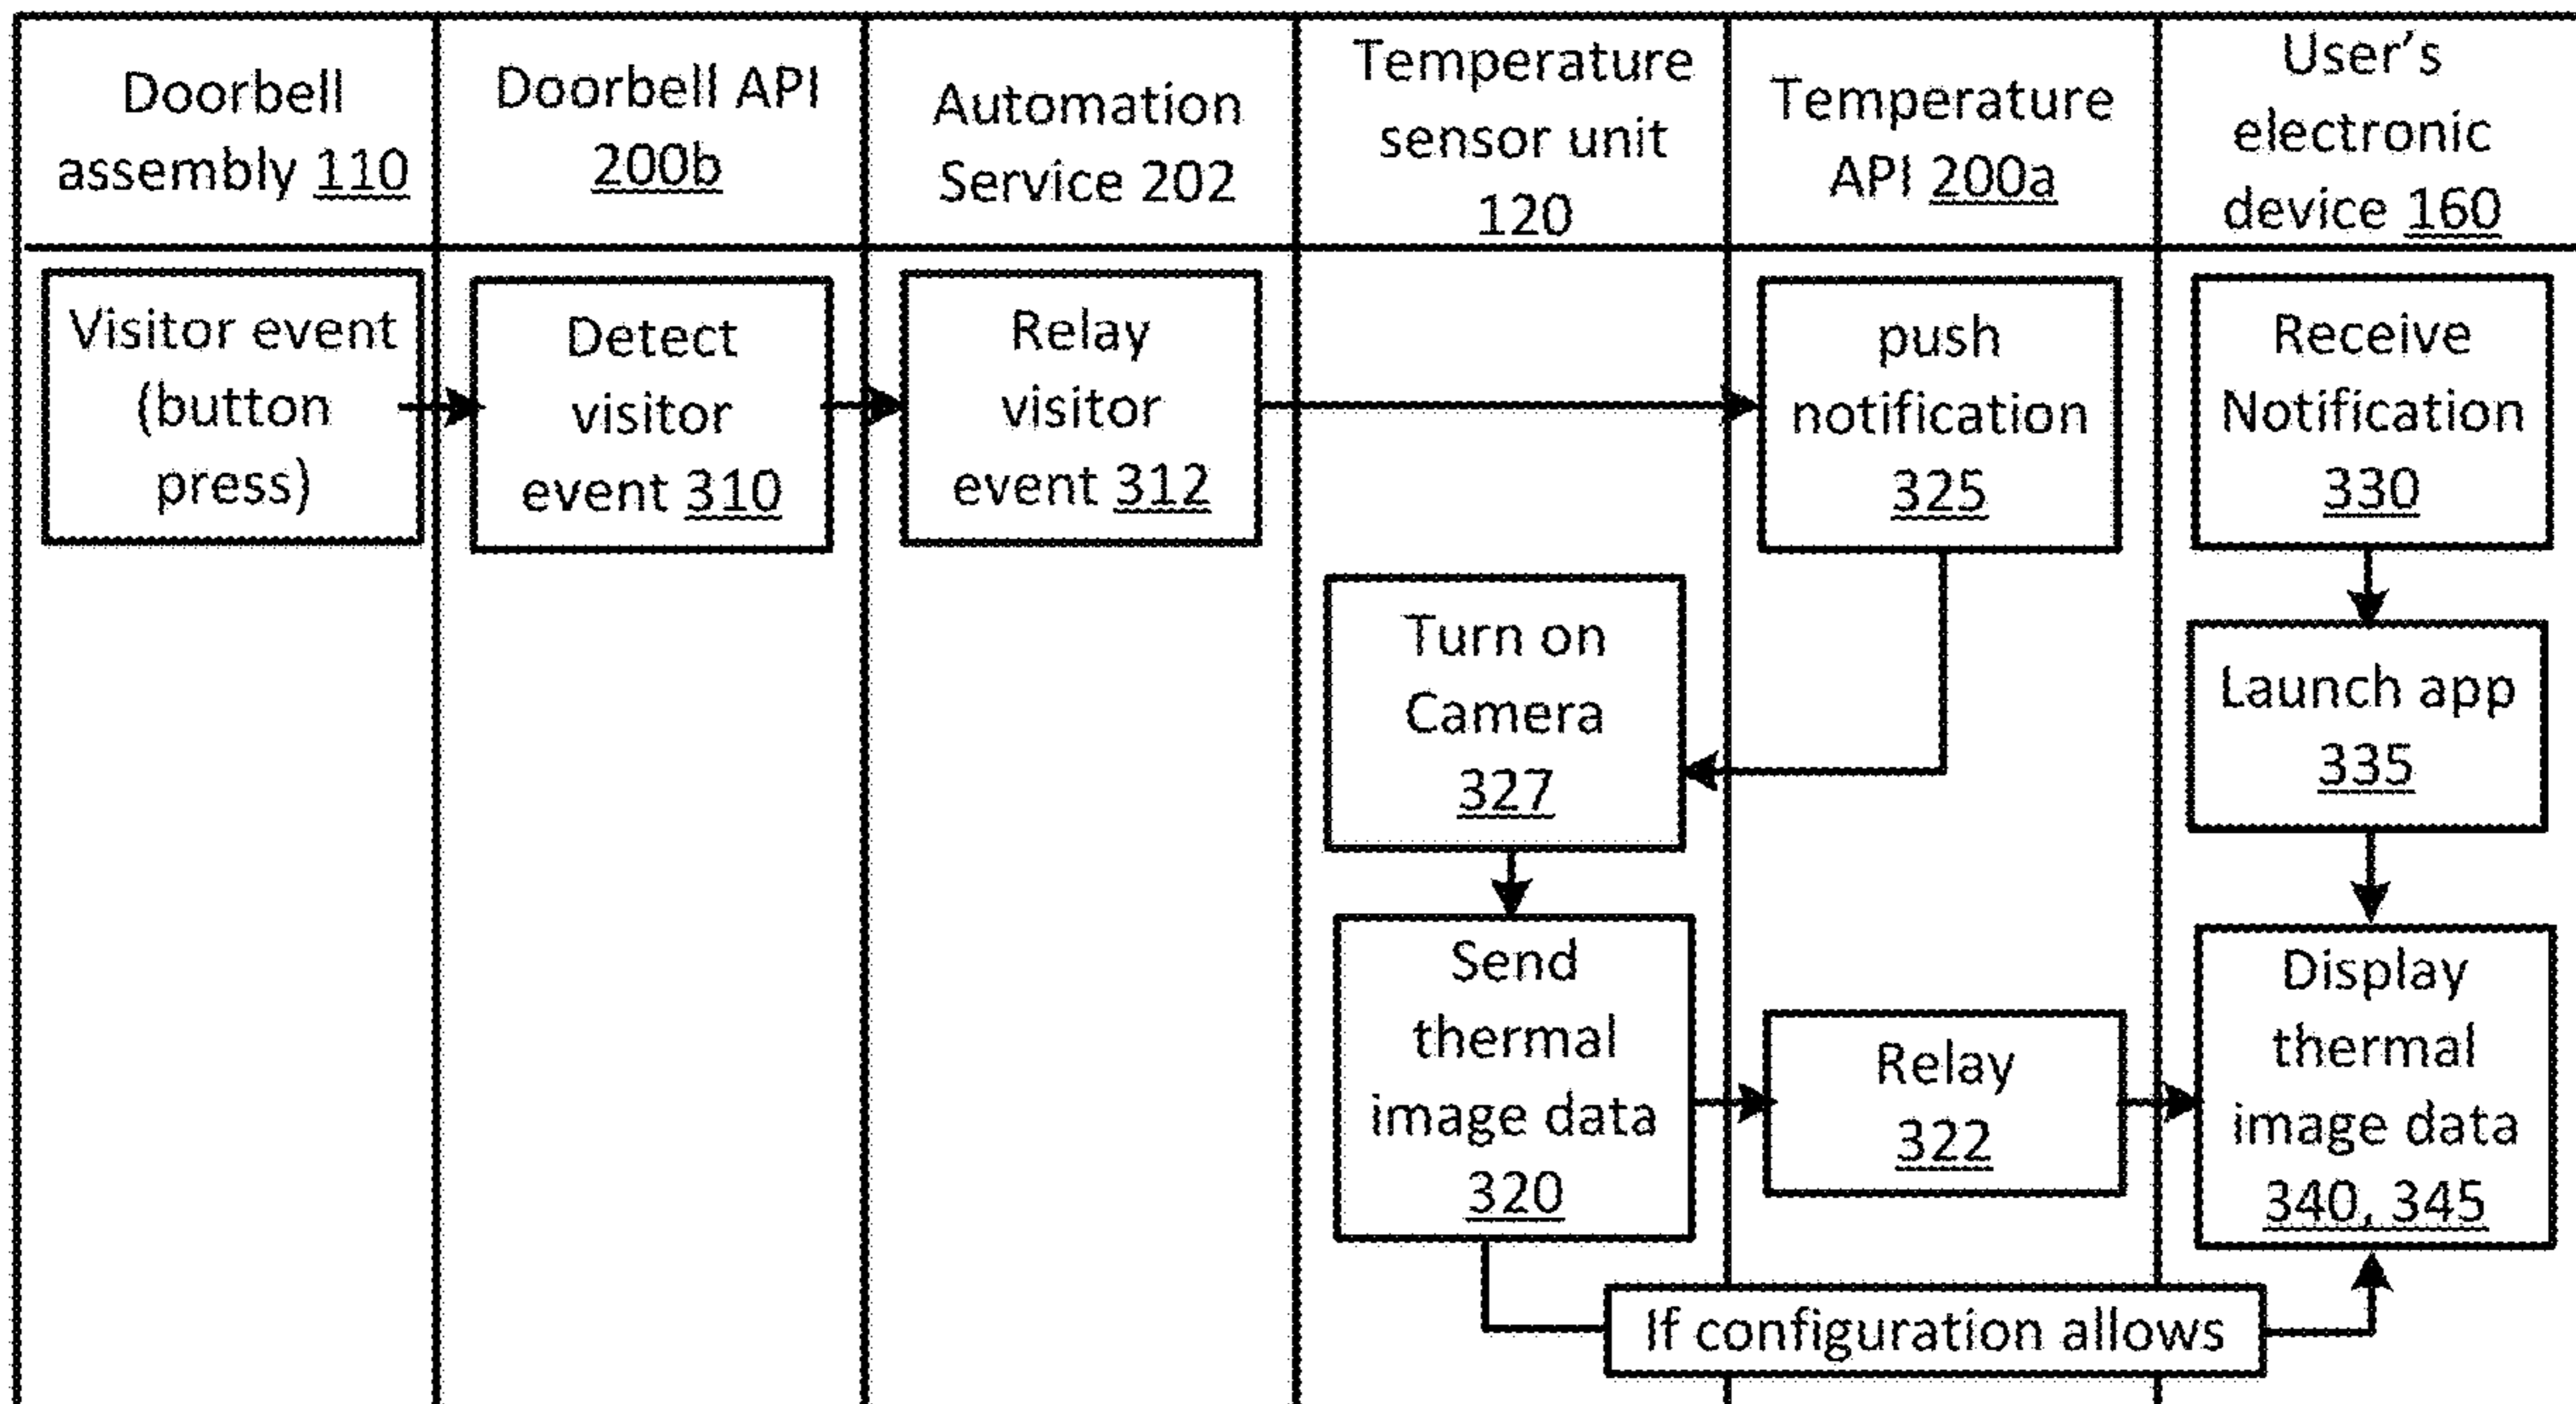 Doorbell
assembly 110
Doorbell API
200b
Automation
Service 202
Temperature
sensor unit
120
Temperature
API 200a
User’s
electronic
device 160
Visitor event
(button
press)
Detect
visitor
event 310
Relay
visitor
event 312
push
notification
325
Receive
Notification
330
Turn on
Camera
327
Launch app
335
Send
thermal
image data
320
Relay
322
Display
thermal
image data
340, 345
If configuration allows